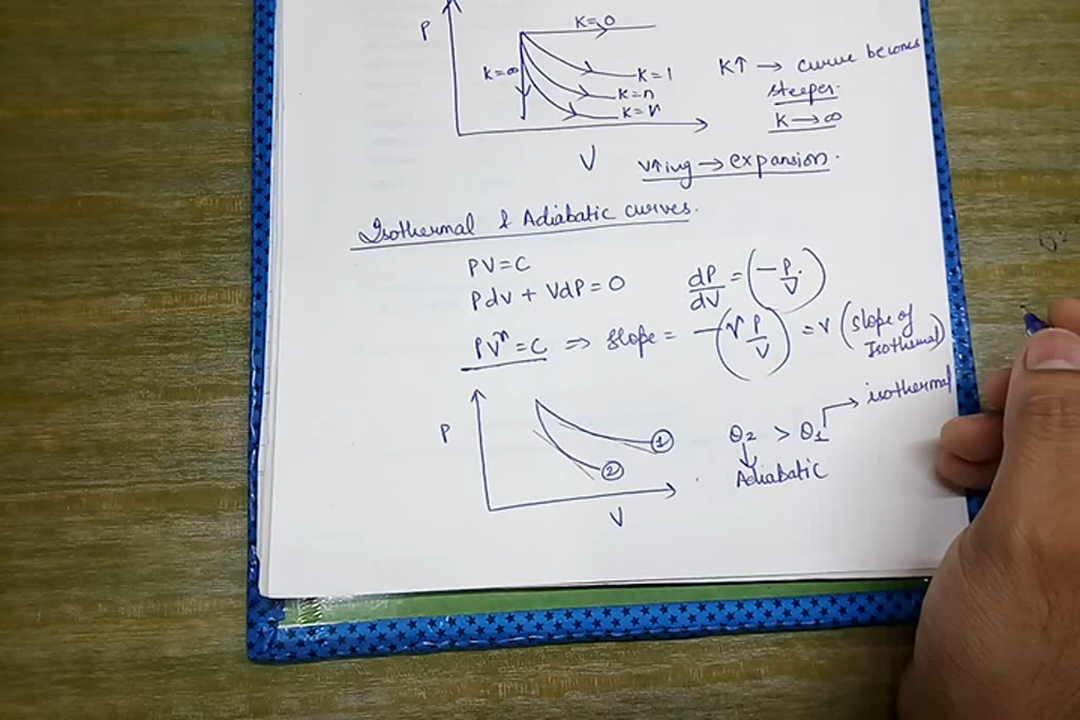 P
K=0
K=∞
K=1
K=n
K=γ
V
K↑ → curve becomes
steeper.
K → ∞
V↑ing → expansion.
Isothermal & Adiabatic curves.
PV=C
Pdv + VdP = 0
dP/dV = (-P/V)
PVⁿ = C ⇒ slope = -(γ P/V) = γ (slope of
Isothermal)
P
①
②
V
θ₂ > θ₁ → isothermal
Adiabatic